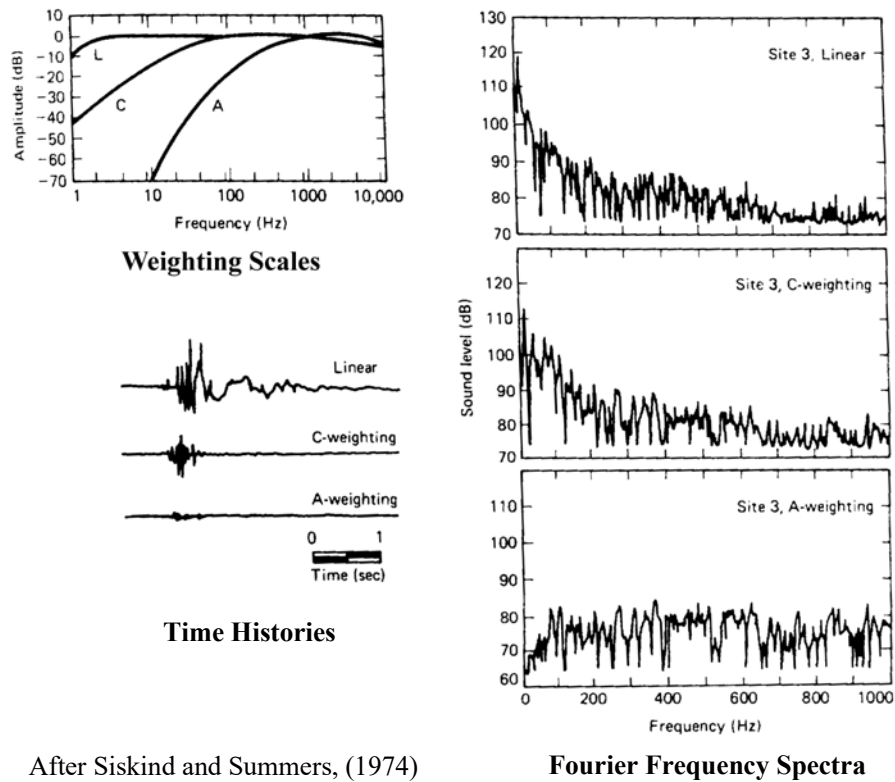 Amplitude (dB)
10
0
-10
-20
-30
-40
-50
-60
-70
L
C
A
1
10
100
1000
10,000
Frequency (Hz)
Weighting Scales
Linear
C-weighting
A-weighting
0 1
Time (sec)
Time Histories
After Siskind and Summers, (1974)
Sound level (dB)
130
120
110
100
90
80
70
Site 3, Linear
120
100
90
80
70
Site 3, C-weighting
110
100
90
80
70
60
Site 3, A-weighting
0 200 400 600 800 1000
Frequency (Hz)
Fourier Frequency Spectra